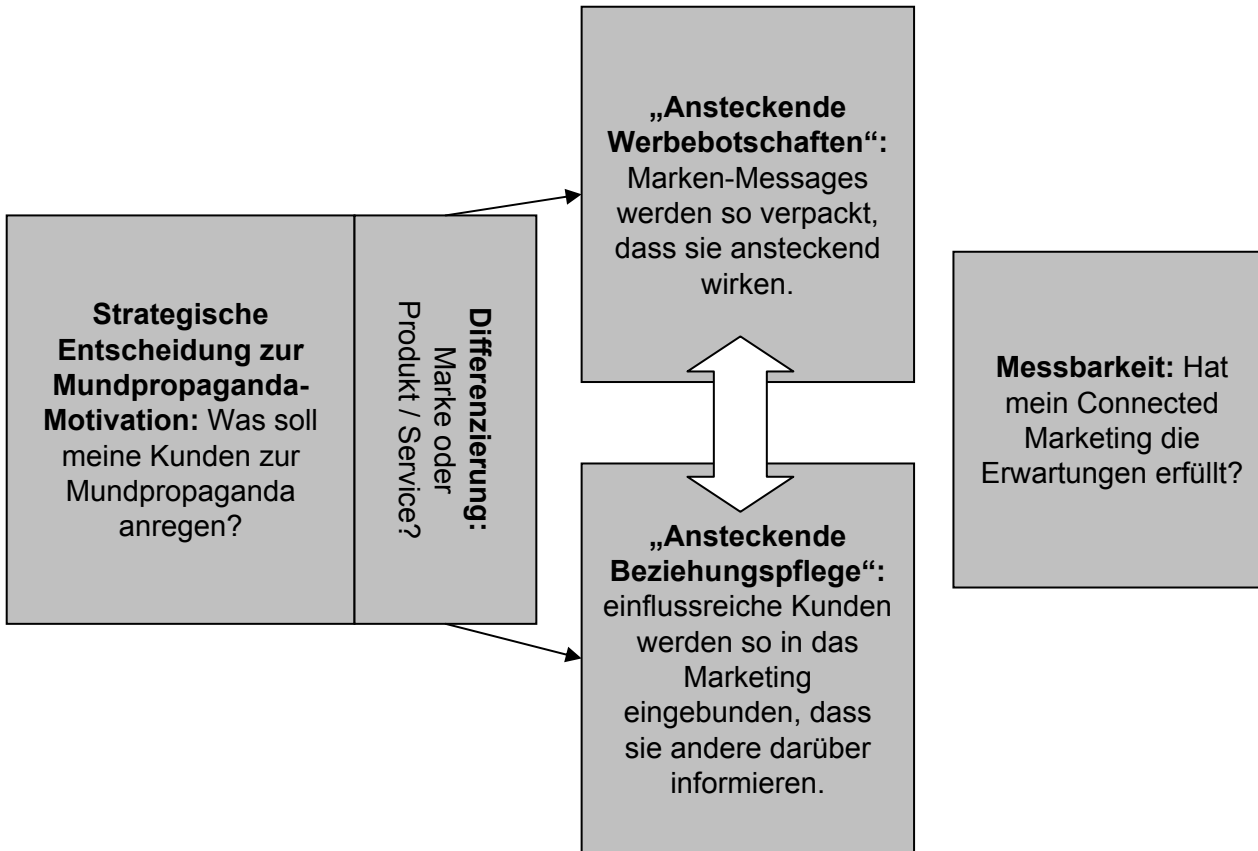 Strategische
Entscheidung zur
Mundpropaganda-
Motivation: Was soll
meine Kunden zur
Mundpropaganda
anregen?
Differenzierung:
Marke oder
Produkt / Service?
„Ansteckende
Werbebotschaften“:
Marken-Messages
werden so verpackt,
dass sie ansteckend
wirken.
„Ansteckende
Beziehungspflege“:
einflussreiche Kunden
werden so in das
Marketing
eingebunden, dass
sie andere darüber
informieren.
Messbarkeit: Hat
mein Connected
Marketing die
Erwartungen erfüllt?